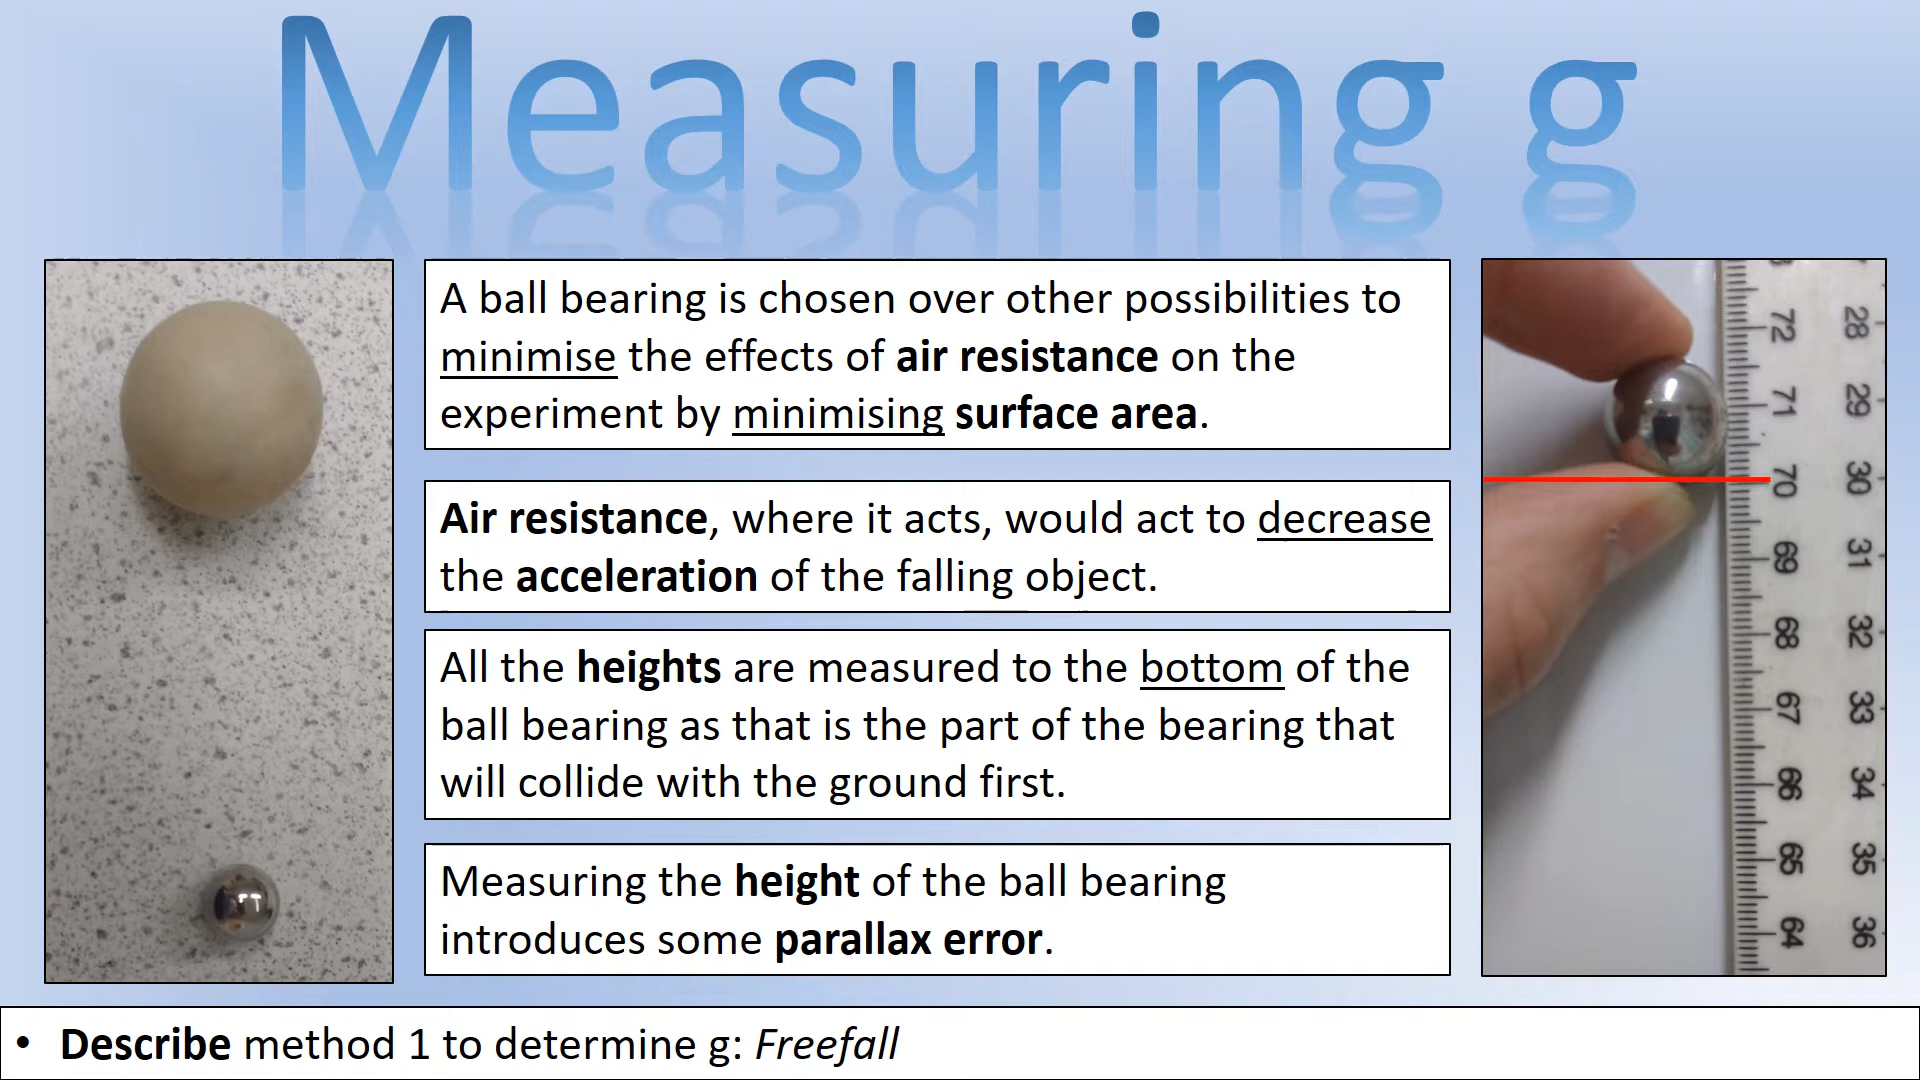 Measuring g
A ball bearing is chosen over other possibilities to
minimise the effects of air resistance on the
experiment by minimising surface area.
Air resistance, where it acts, would act to decrease
the acceleration of the falling object.
All the heights are measured to the bottom of the
ball bearing as that is the part of the bearing that
will collide with the ground first.
Measuring the height of the ball bearing
introduces some parallax error.
72 28
71 29
70 30
69 31
68 32
67 33
66 34
65 35
64 36
• Describe method 1 to determine g: Freefall